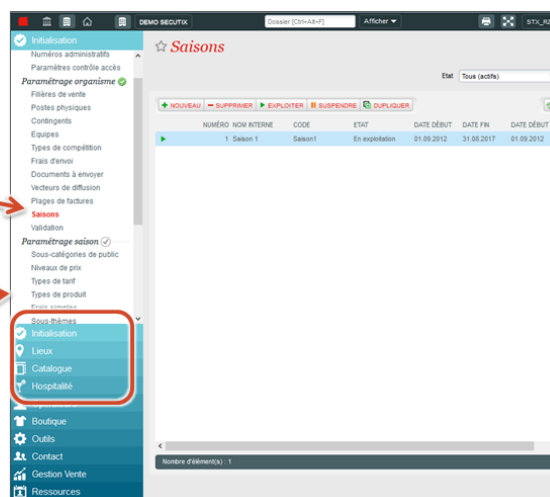 DEMO SECUTIX
Dossier [Ctrl+Alt+F]
Afficher
STX_R
Initialisation
Numéros administratifs
Paramètres contrôle accès
Paramétrage organisme
Filières de vente
Postes physiques
Contingents
Equipes
Types de compétition
Frais d'envoi
Documents à envoyer
Vecteurs de diffusion
Plages de factures
Saisons
Validation
Paramétrage saison
Sous-catégories de public
Niveaux de prix
Types de tarif
Types de produit
Frais simples
Sous-thèmes
Initialisation
Lieux
Catalogue
Hospitalité
Boutique
Outils
Contact
Gestion Vente
Ressources
Saisons
Etat Tous (actifs)
NOUVEAU SUPPRIMER EXPLOITER SUSPENDRE DUPLIQUER
NUMÉRO NOM INTERNE CODE ETAT DATE DÉBUT DATE FIN DATE DÉBUT
1 Saison 1 Saison1 En exploitation 01.09.2012 31.08.2017 01.09.2012
Nombre d'élément(s) : 1